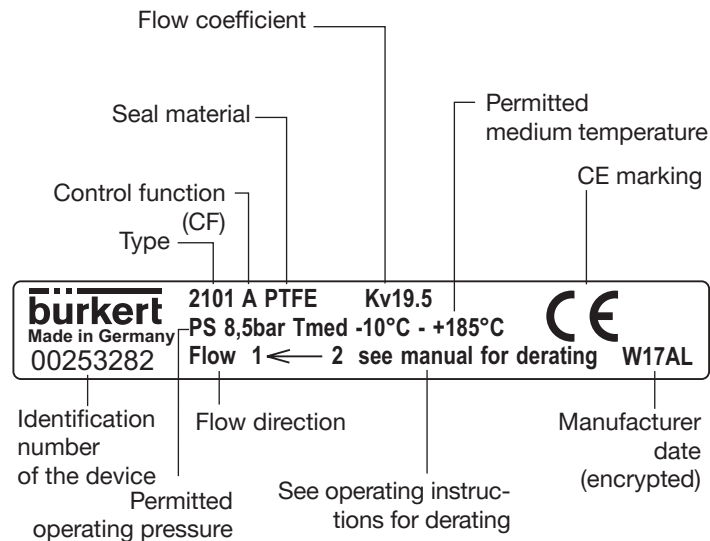 Flow coefficient
Seal material
Permitted
medium temperature
Control function
(CF)
CE marking
Type
bürkert
Made in Germany
00253282
2101 A PTFE Kv19.5
PS 8,5bar Tmed -10°C - +185°C
Flow 1 ← 2 see manual for derating W17AL
CE
Identification
number
of the device
Flow direction
Manufacturer
date
(encrypted)
Permitted
operating pressure
See operating instruc-
tions for derating